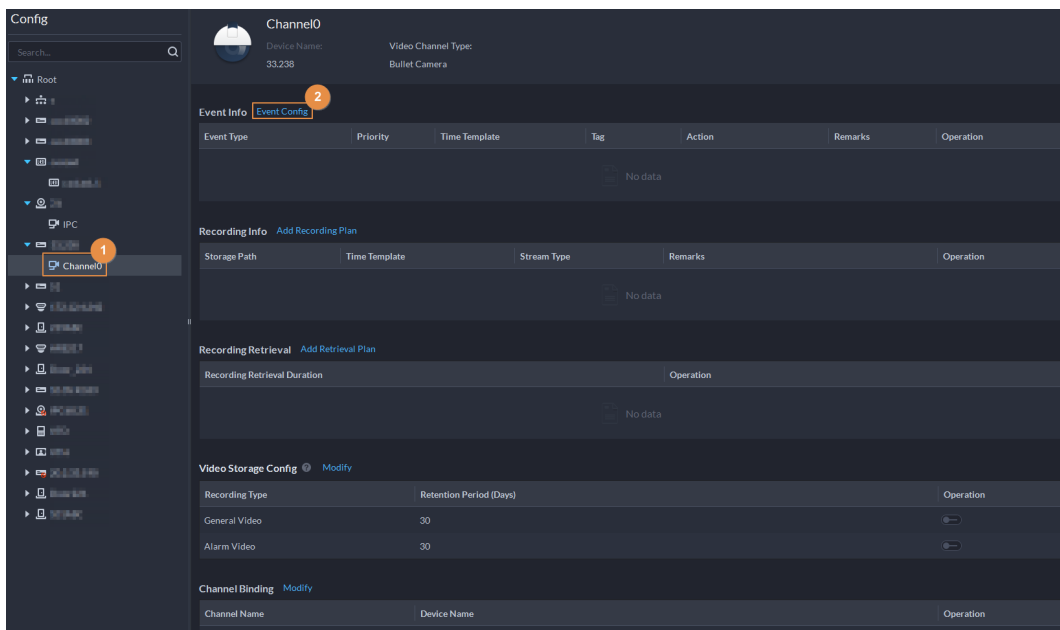 Config
Search...
Root
IPC
1
Channel0
Channel0
Device Name:
Video Channel Type:
33.238
Bullet Camera
2
Event Info Event Config
Event Type Priority Time Template Tag Action Remarks Operation
No data
Recording Info Add Recording Plan
Storage Path Time Template Stream Type Remarks Operation
No data
Recording Retrieval Add Retrieval Plan
Recording Retrieval Duration Operation
No data
Video Storage Config Modify
Recording Type Retention Period (Days) Operation
General Video 30
Alarm Video 30
Channel Binding Modify
Channel Name Device Name Operation